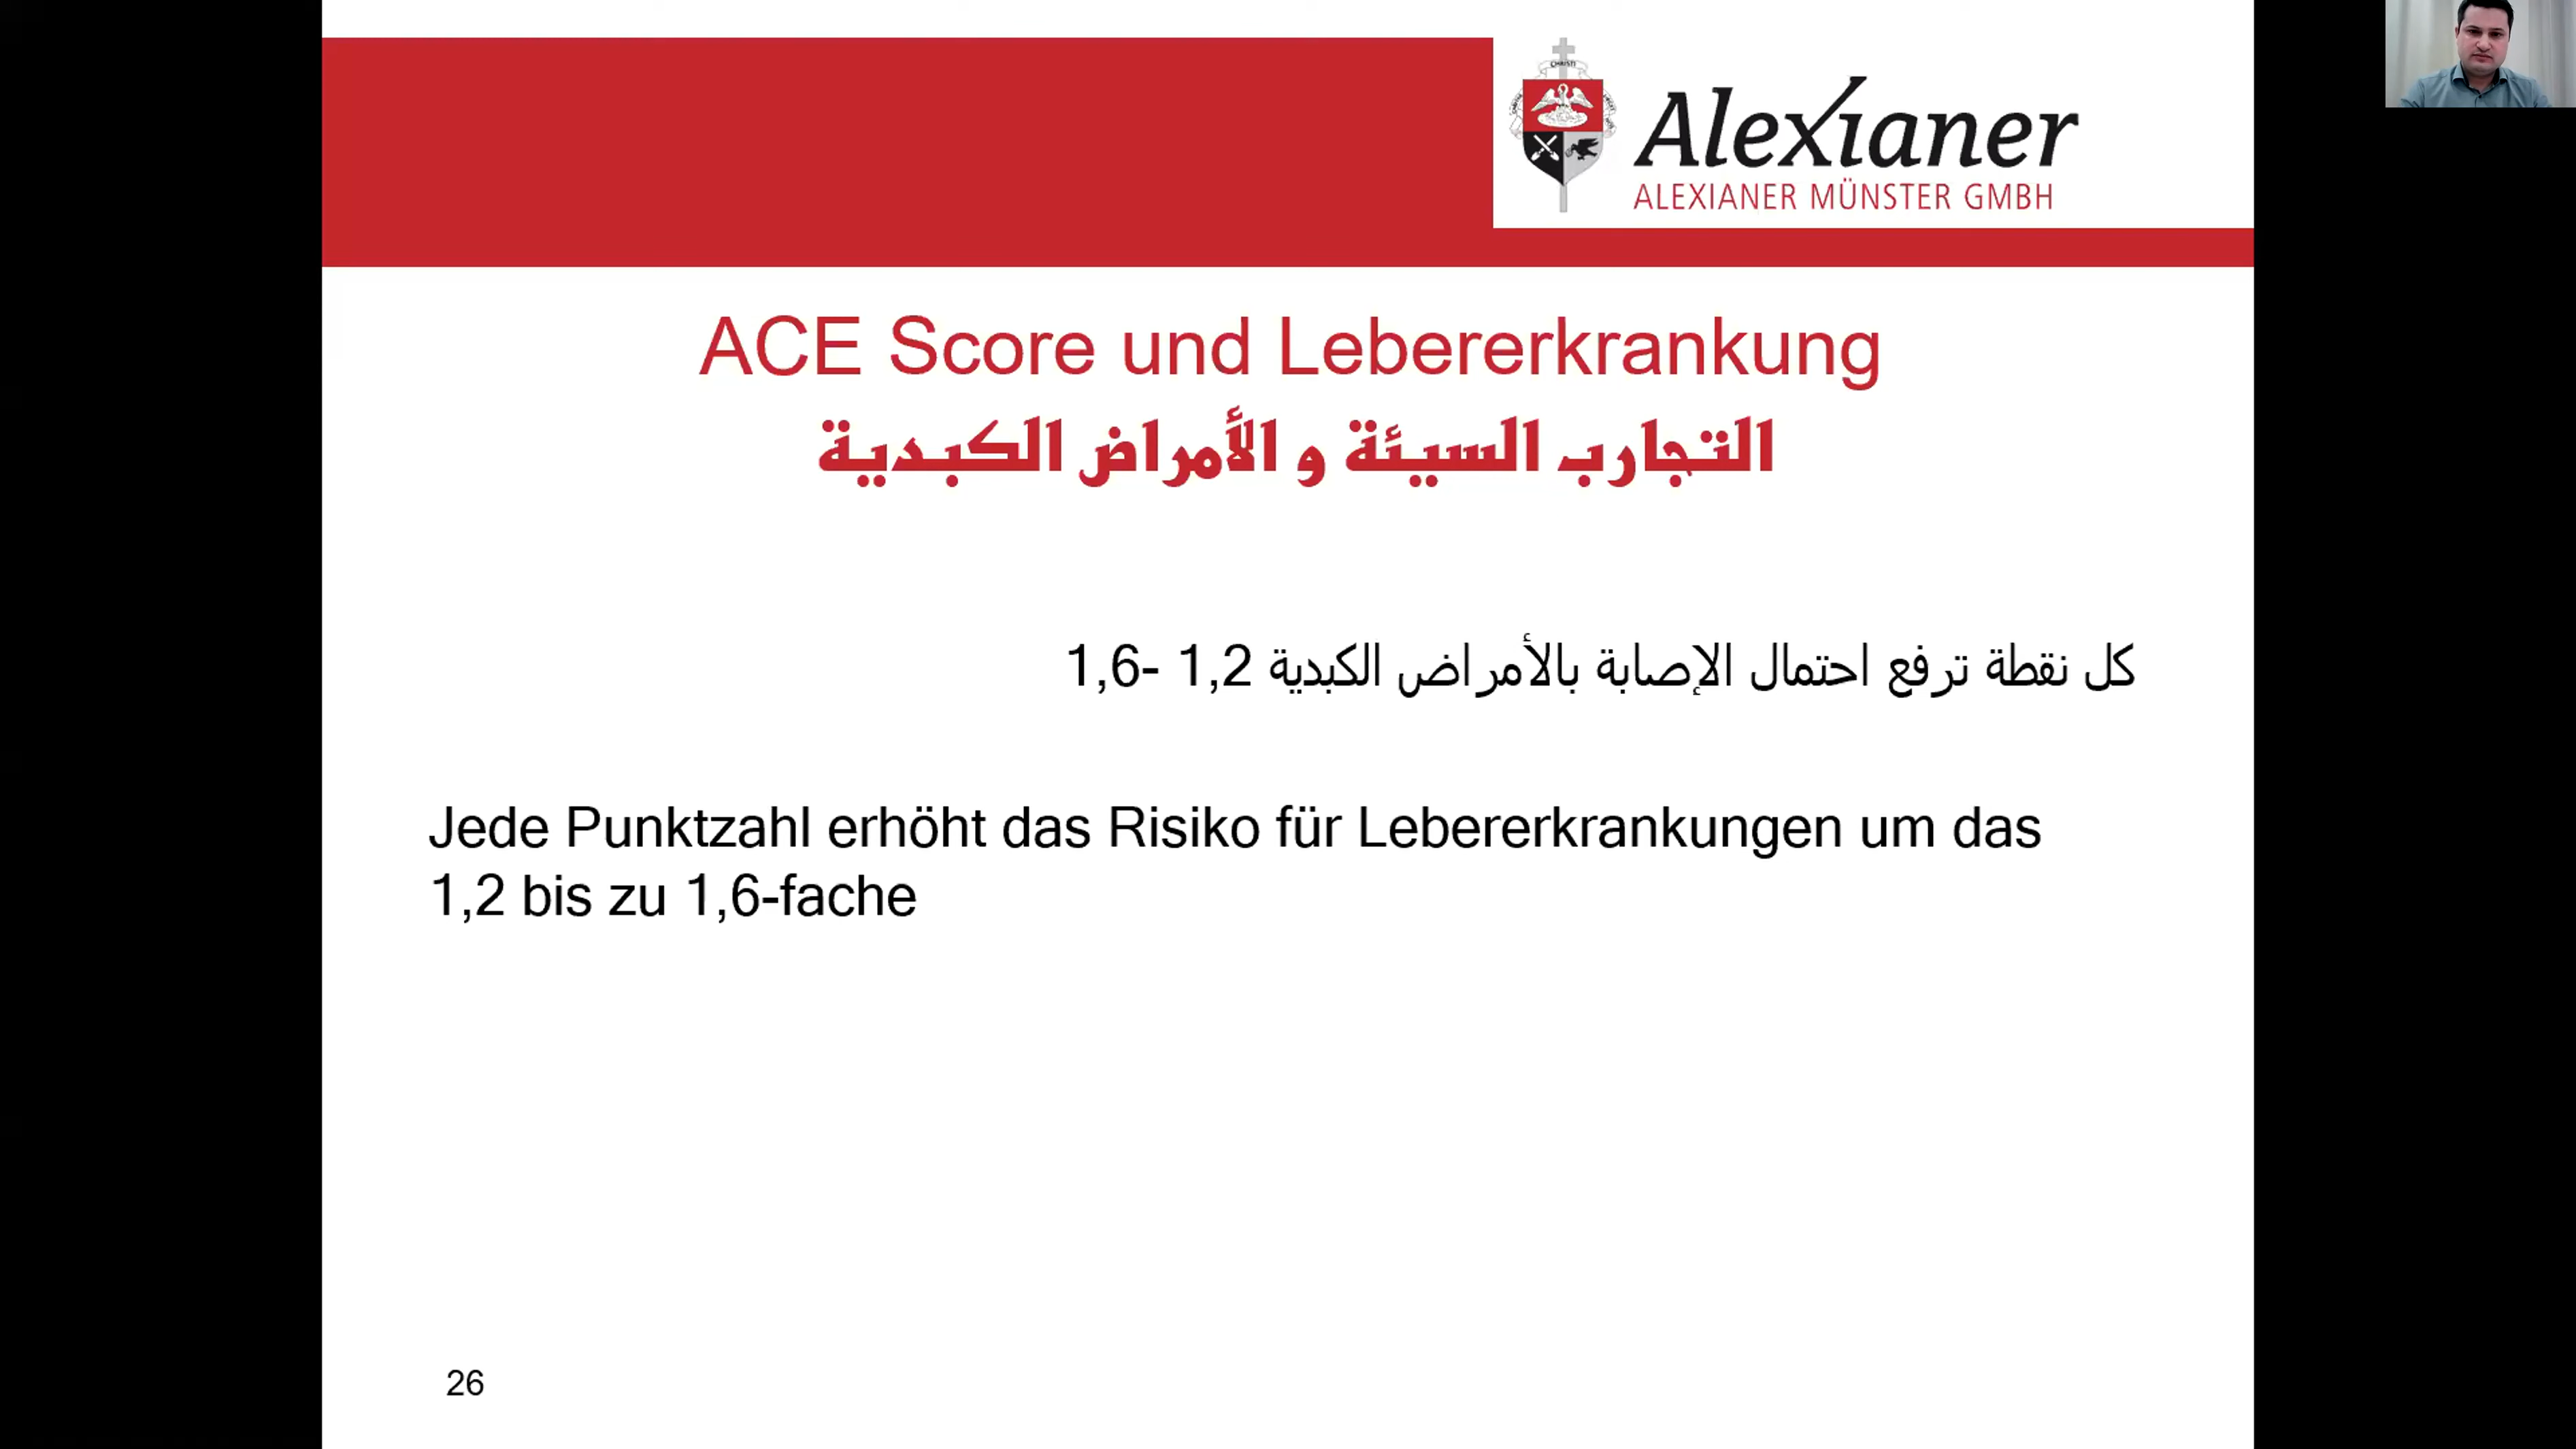 CHRISTI
Alexianer
ALEXIANER MÜNSTER GMBH
ACE Score und Lebererkrankung
التجارب السيئة و الأمراض الكبدية
كل نقطة ترفع احتمال الإصابة بالأمراض الكبدية 1,2 -1,6
Jede Punktzahl erhöht das Risiko für Lebererkrankungen um das
1,2 bis zu 1,6-fache
26